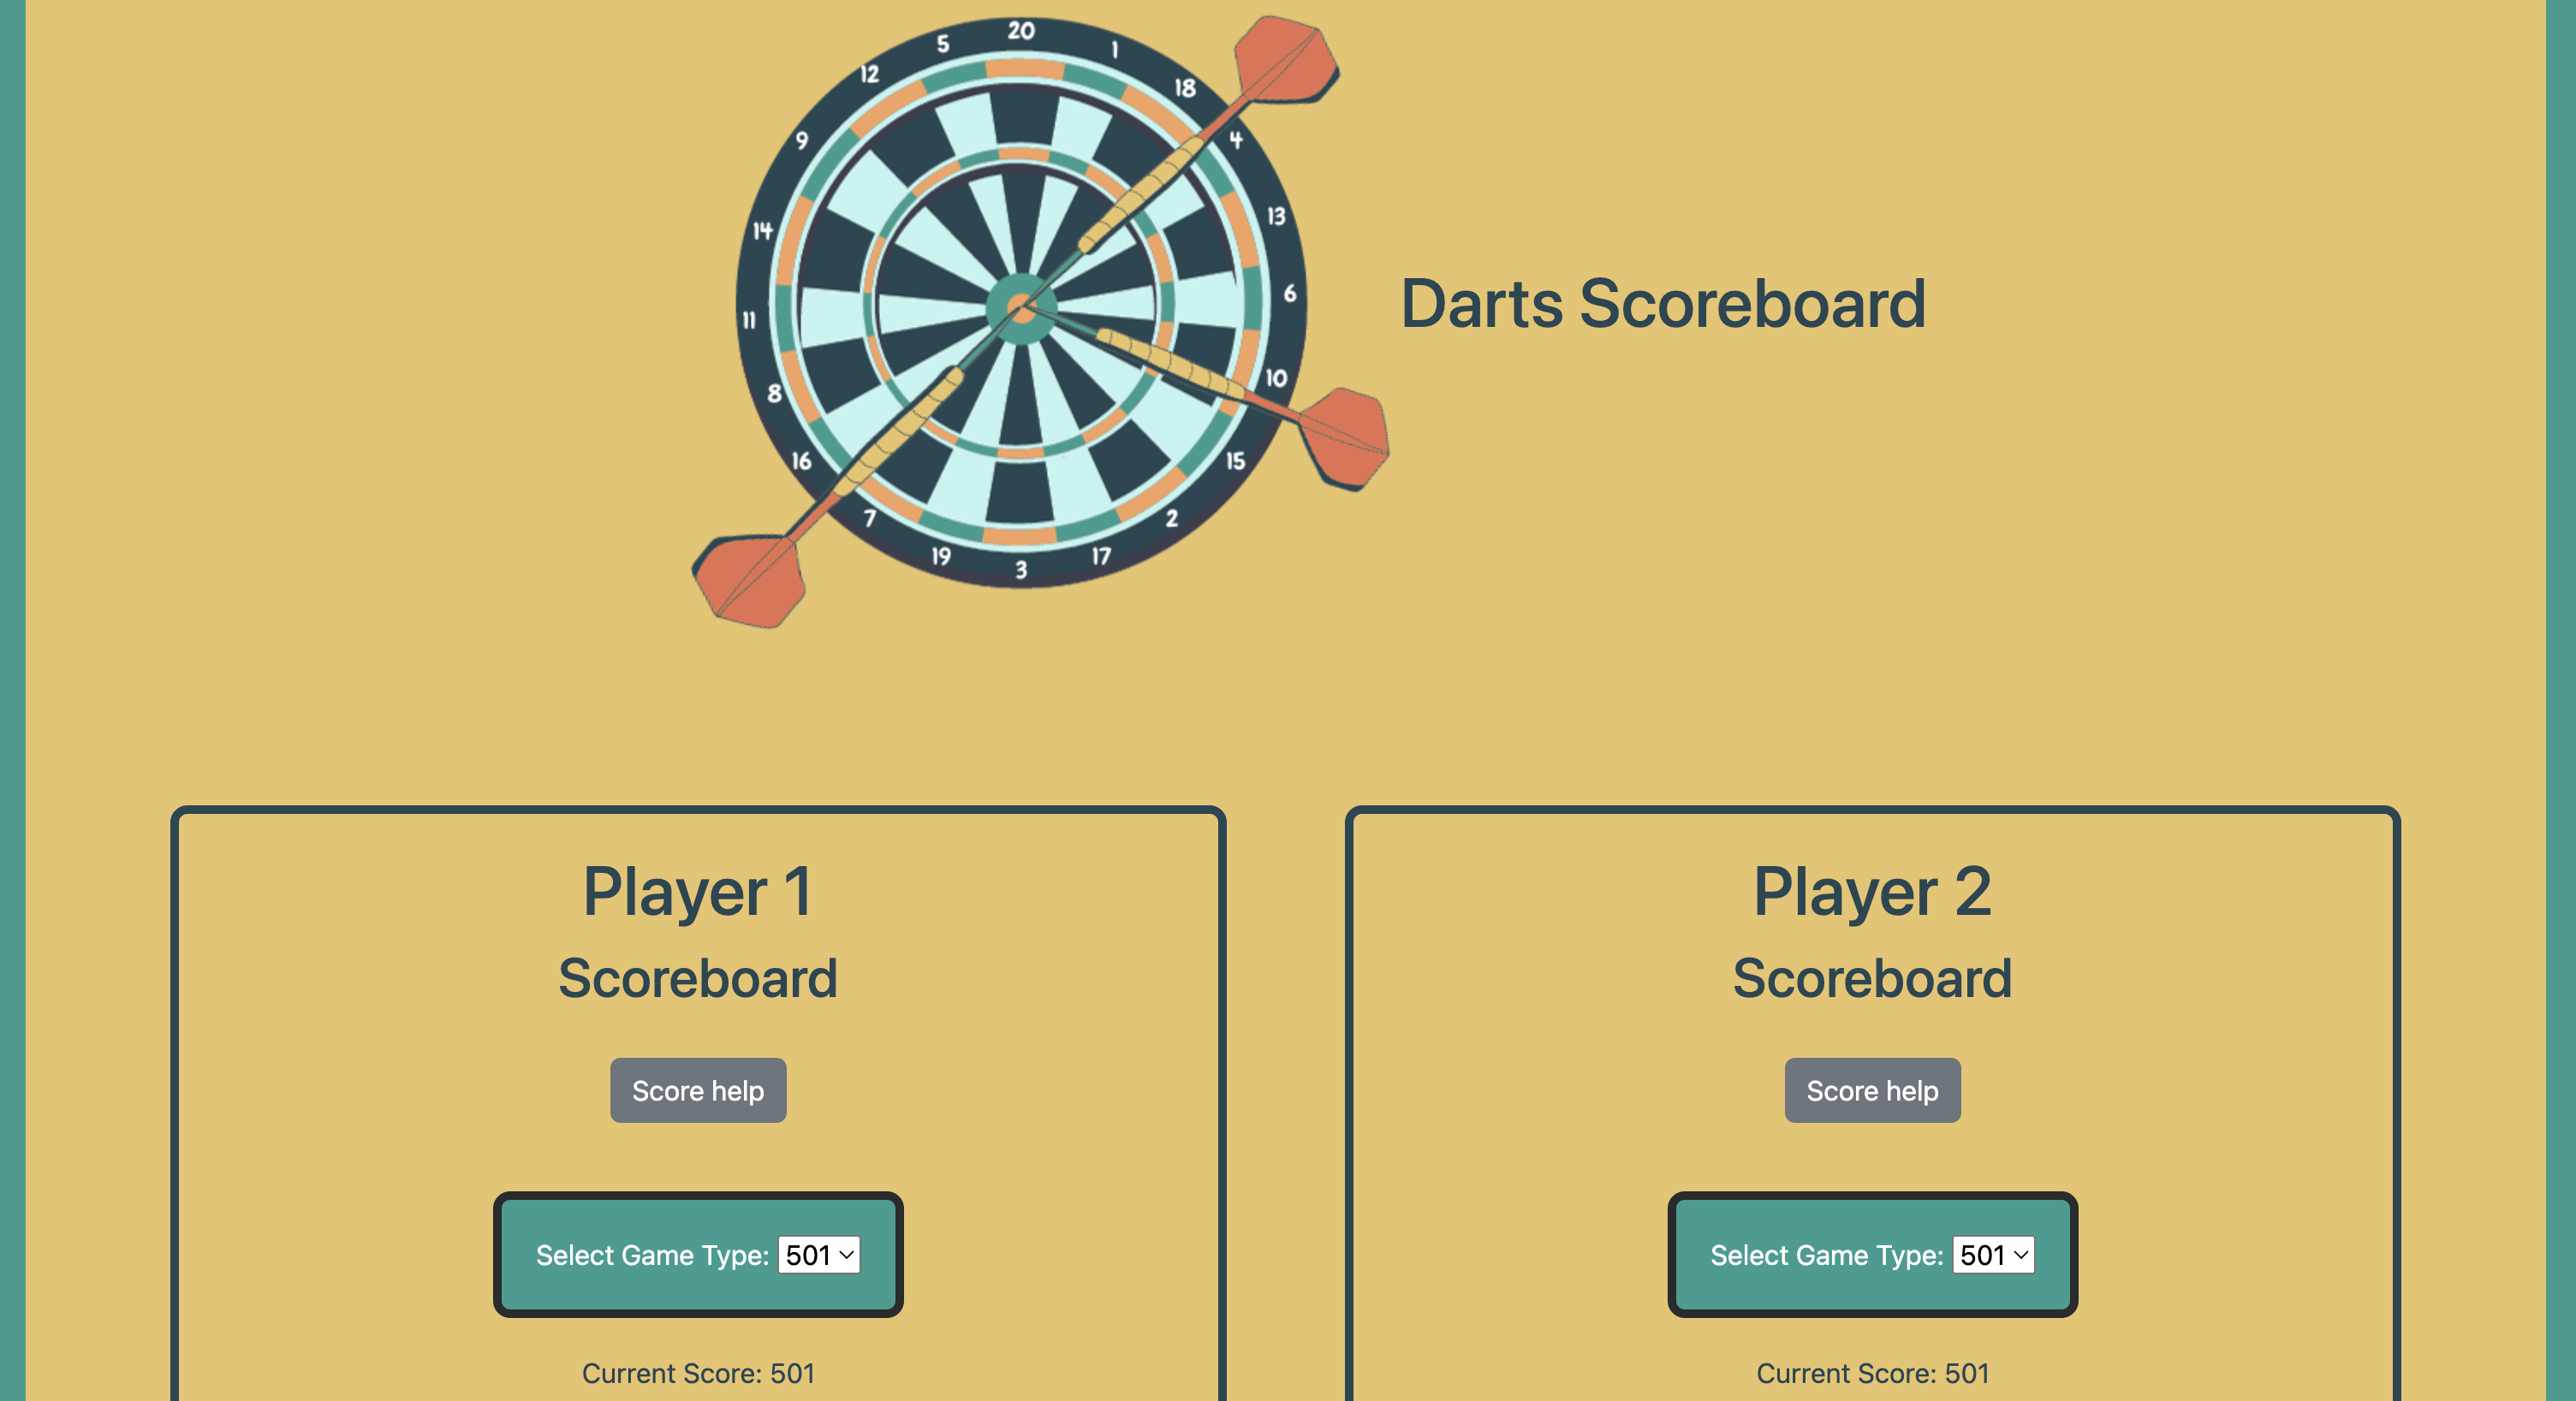 20
5
1
12
18
9
4
14
13
11
6
8
10
16
15
7
2
19
17
3
Darts Scoreboard
Player 1
Scoreboard
Score help
Select Game Type: 501
Current Score: 501
Player 2
Scoreboard
Score help
Select Game Type: 501
Current Score: 501